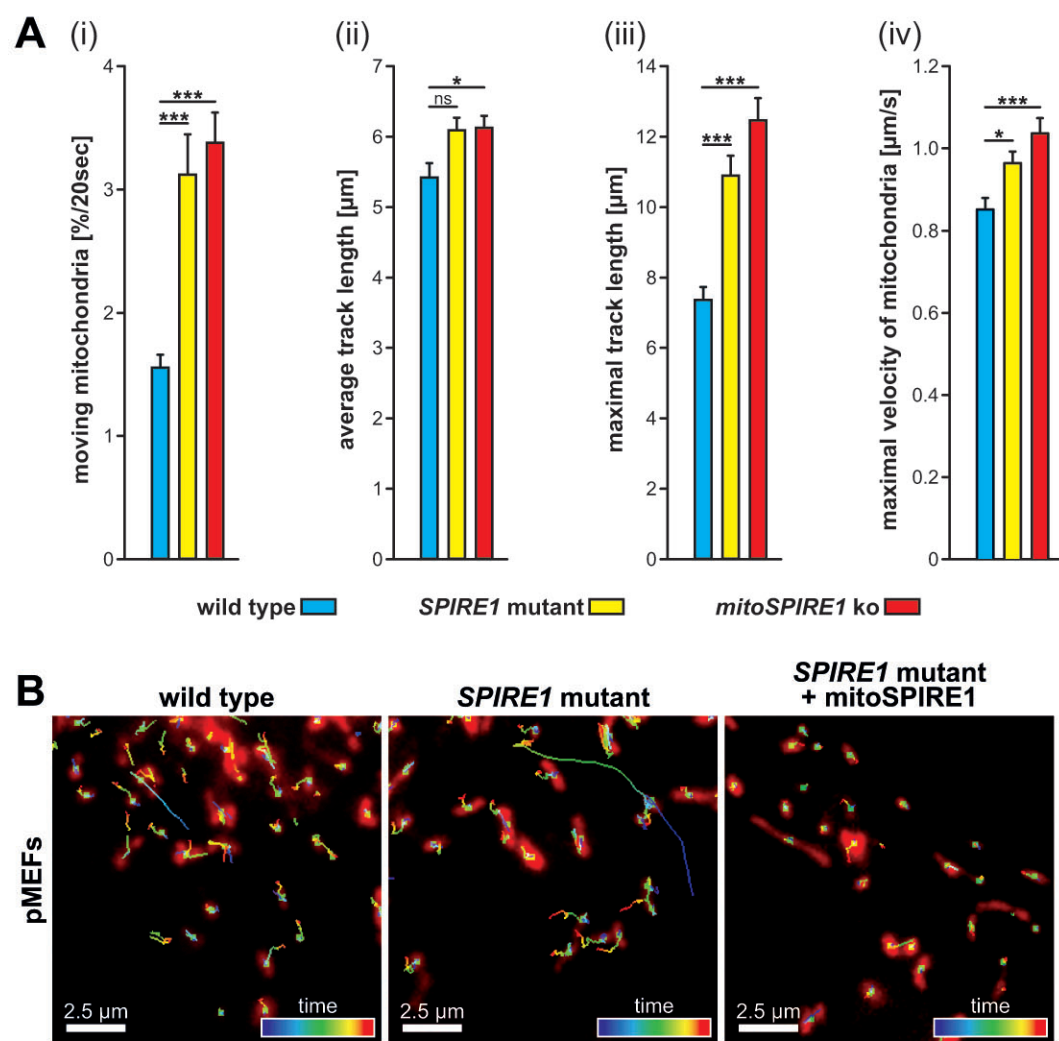 A
(i)
(ii)
(iii)
(iv)
moving mitochondria [%/20sec]
4
3
2
1
0
***
***
average track length [µm]
7
6
5
4
3
2
1
0
*
ns
maximal track length [µm]
14
12
10
8
6
4
2
0
***
***
maximal velocity of mitochondria [µm/s]
1.2
1.0
0.8
0.6
0.4
0.2
0
***
*
wild type
SPIRE1 mutant
mitoSPIRE1 ko
B
wild type
SPIRE1 mutant
SPIRE1 mutant
+ mitoSPIRE1
pMEFs
2.5 µm
time
2.5 µm
time
2.5 µm
time